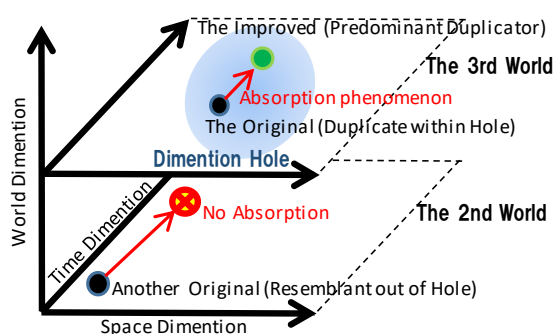 The Improved (Predominant Duplicator)
The 3rd World
Absorption phenomenon
The Original (Duplicate within Hole)
Dimention Hole
World Dimention
Time Dimention
No Absorption
The 2nd World
Another Original (Resemblant out of Hole)
Space Dimention